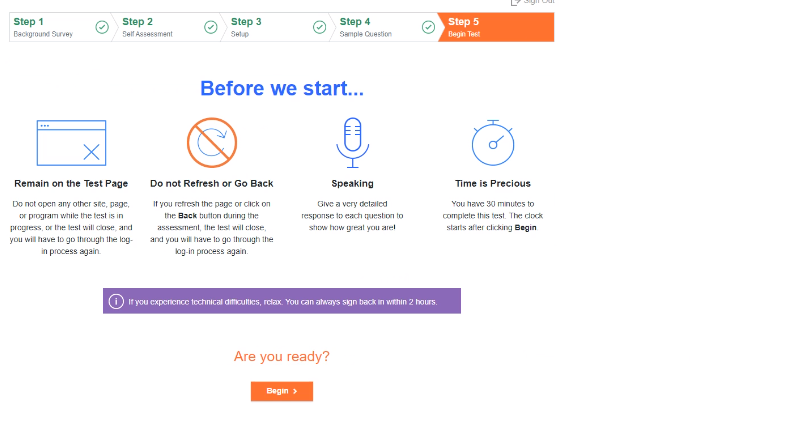 Sign Out
Step 1
Background Survey
Step 2
Self Assessment
Step 3
Setup
Step 4
Sample Question
Step 5
Begin Test
Before we start...
Remain on the Test Page
Do not open any other site, page,
or program while the test is in
progress, or the test will close, and
you will have to go through the log-
in process again.
Do not Refresh or Go Back
If you refresh the page or click on
the Back button during the
assessment, the test will close,
and you will have to go through the
log-in process again.
Speaking
Give a very detailed
response to each question to
show how great you are!
Time is Precious
You have 30 minutes to
complete this test. The clock
starts after clicking Begin
If you experience technical difficulties, relax. You can always sign back in within 2 hours.
Are you ready?
Begin